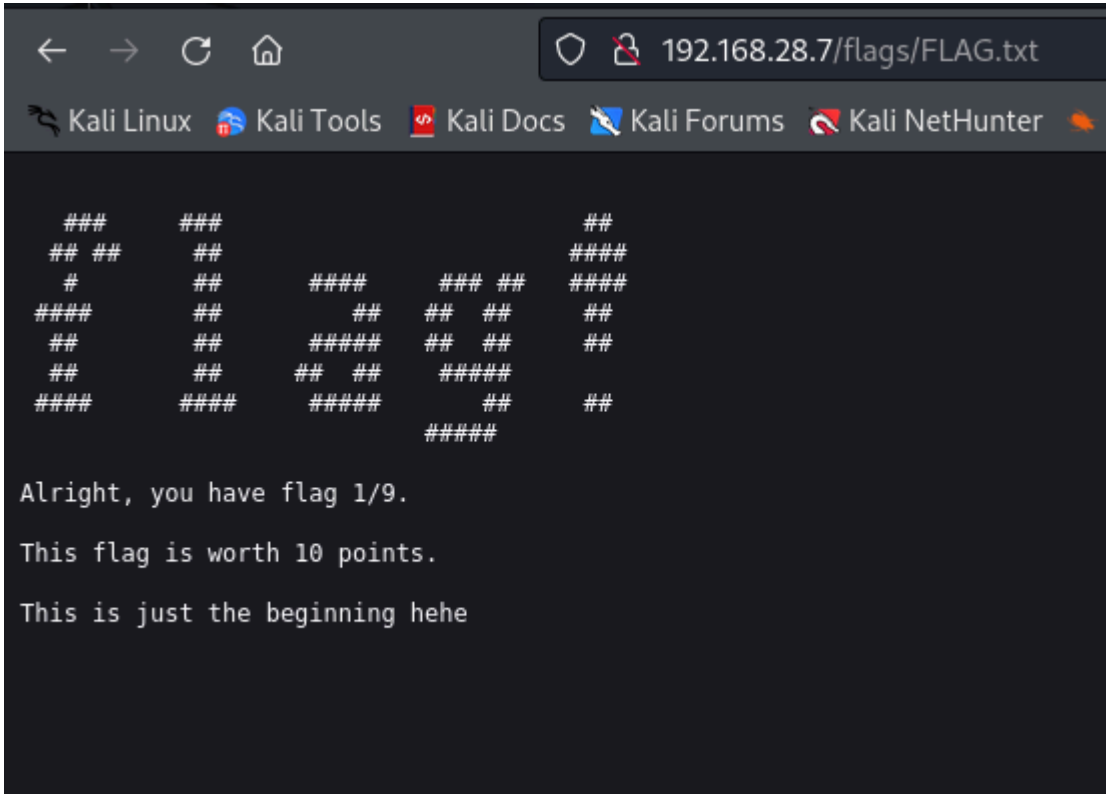 192.168.28.7/flags/FLAG.txt
Kali Linux Kali Tools Kali Docs Kali Forums Kali NetHunter
flag!
Alright, you have flag 1/9.
This flag is worth 10 points.
This is just the beginning hehe